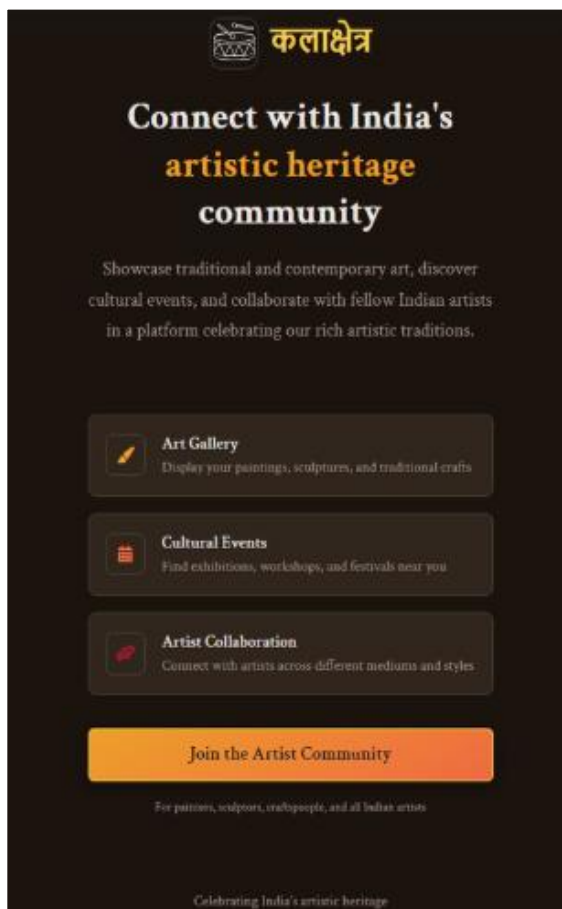 कलाक्षेत्र
Connect with India's
artistic heritage
community
Showcase traditional and contemporary art, discover
cultural events, and collaborate with fellow Indian artists
in a platform celebrating our rich artistic traditions.
Art Gallery
Display your paintings, sculptures, and traditional crafts
Cultural Events
Find exhibitions, workshops, and festivals near you
Artist Collaboration
Connect with artists across different mediums and styles
Join the Artist Community
For painters, sculptors, craftspeople, and all Indian artists
Celebrating India's artistic heritage